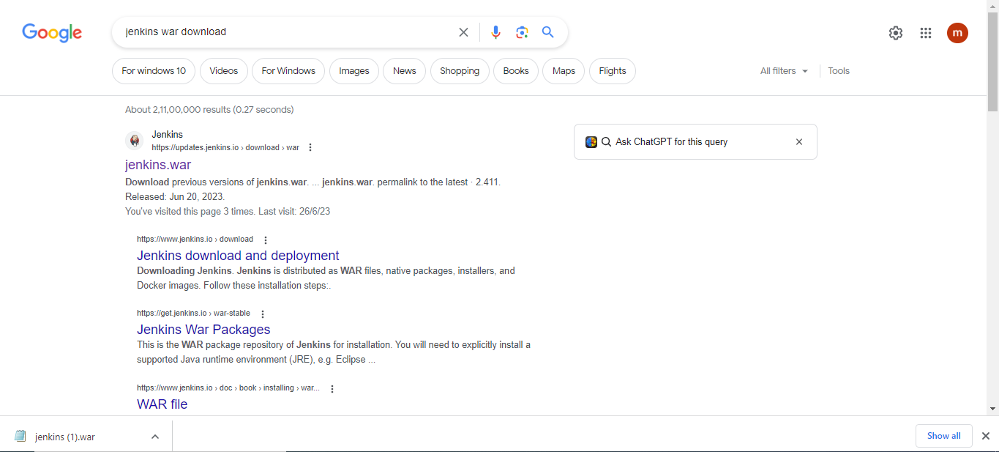 Google
jenkins war download
m
For windows 10 Videos For Windows Images News Shopping Books Maps Flights All filters Tools
About 2,11,00,000 results (0.27 seconds)
Jenkins
https://updates.jenkins.io › download › war
jenkins.war
Download previous versions of jenkins.war. ... jenkins.war. permalink to the latest · 2.411.
Released: Jun 20, 2023.
You've visited this page 3 times. Last visit: 26/6/23
Ask ChatGPT for this query
https://www.jenkins.io › download
Jenkins download and deployment
Downloading Jenkins. Jenkins is distributed as WAR files, native packages, installers, and
Docker images. Follow these installation steps:.
https://get.jenkins.io › war-stable
Jenkins War Packages
This is the WAR package repository of Jenkins for installation. You will need to explicitly install a
supported Java runtime environment (JRE), e.g. Eclipse ...
https://www.jenkins.io › doc › book › installing › war...
WAR file
jenkins (1).war
Show all